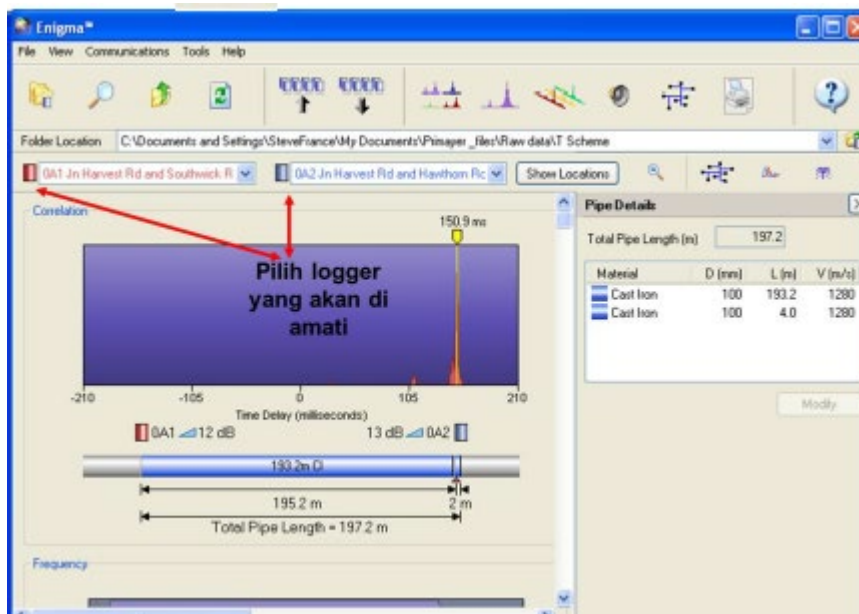 Enigma™
File View Communications Tools Help
Folder Location C:\Documents and Settings\SteveFrance\My Documents\Primayer_files\Raw data\T Scheme
0A1 Jn Harvest Rd and Southwick R 0A2 Jn Harvest Rd and Hawthorn Rc Show Locations
Correlation
150.9 ms
Pilih logger
yang akan di
amati
-210 -105 0 105 210
Time Delay (milliseconds)
0A1 12 dB 13 dB 0A2
193.2m CI
195.2 m 2 m
Total Pipe Length = 197.2 m
Frequency
Pipe Details
Total Pipe Length (m) 197.2
Material D (mm) L (m) V (m/s)
Cast Iron 100 193.2 1280
Cast Iron 100 4.0 1280
Modify